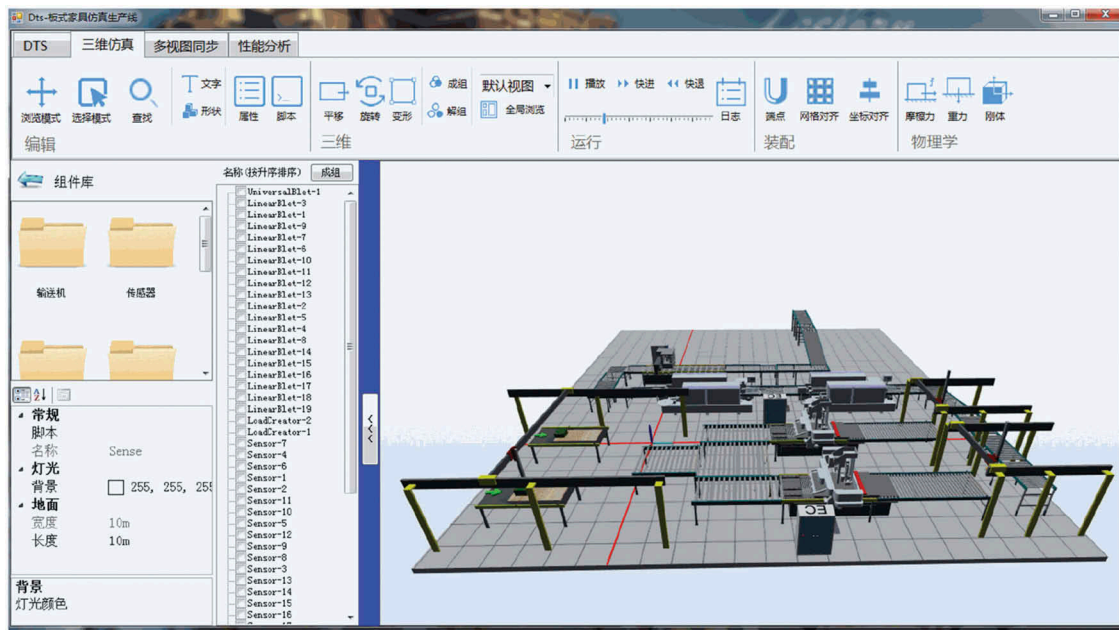 Dts-板式家具仿真生产线
DTS 三维仿真 多视图同步 性能分析
浏览模式 选择模式 查找 文字 形状 属性 脚本
平移 旋转 变形 成组 解组 默认视图 全局浏览
播放 快进 快退 日志
端点 网格对齐 坐标对齐
摩擦力 重力 刚体
编辑 三维 运行 装配 物理学
组件库
输送机 传感器
常规
脚本
名称 Sense
灯光
背景 255, 255, 255
地面
宽度 10m
长度 10m
背景
灯光颜色
名称(按升序排序) 成组
UniversalBlet-1
LinearBlet-3
LinearBlet-1
LinearBlet-9
LinearBlet-7
LinearBlet-6
LinearBlet-10
LinearBlet-11
LinearBlet-12
LinearBlet-13
LinearBlet-2
LinearBlet-5
LinearBlet-4
LinearBlet-8
LinearBlet-14
LinearBlet-15
LinearBlet-16
LinearBlet-17
LinearBlet-18
LinearBlet-19
LoadCreator-2
LoadCreator-1
Sensor-7
Sensor-4
Sensor-6
Sensor-1
Sensor-2
Sensor-11
Sensor-10
Sensor-5
Sensor-12
Sensor-9
Sensor-8
Sensor-3
Sensor-13
Sensor-14
Sensor-15
Sensor-16
EC
EC